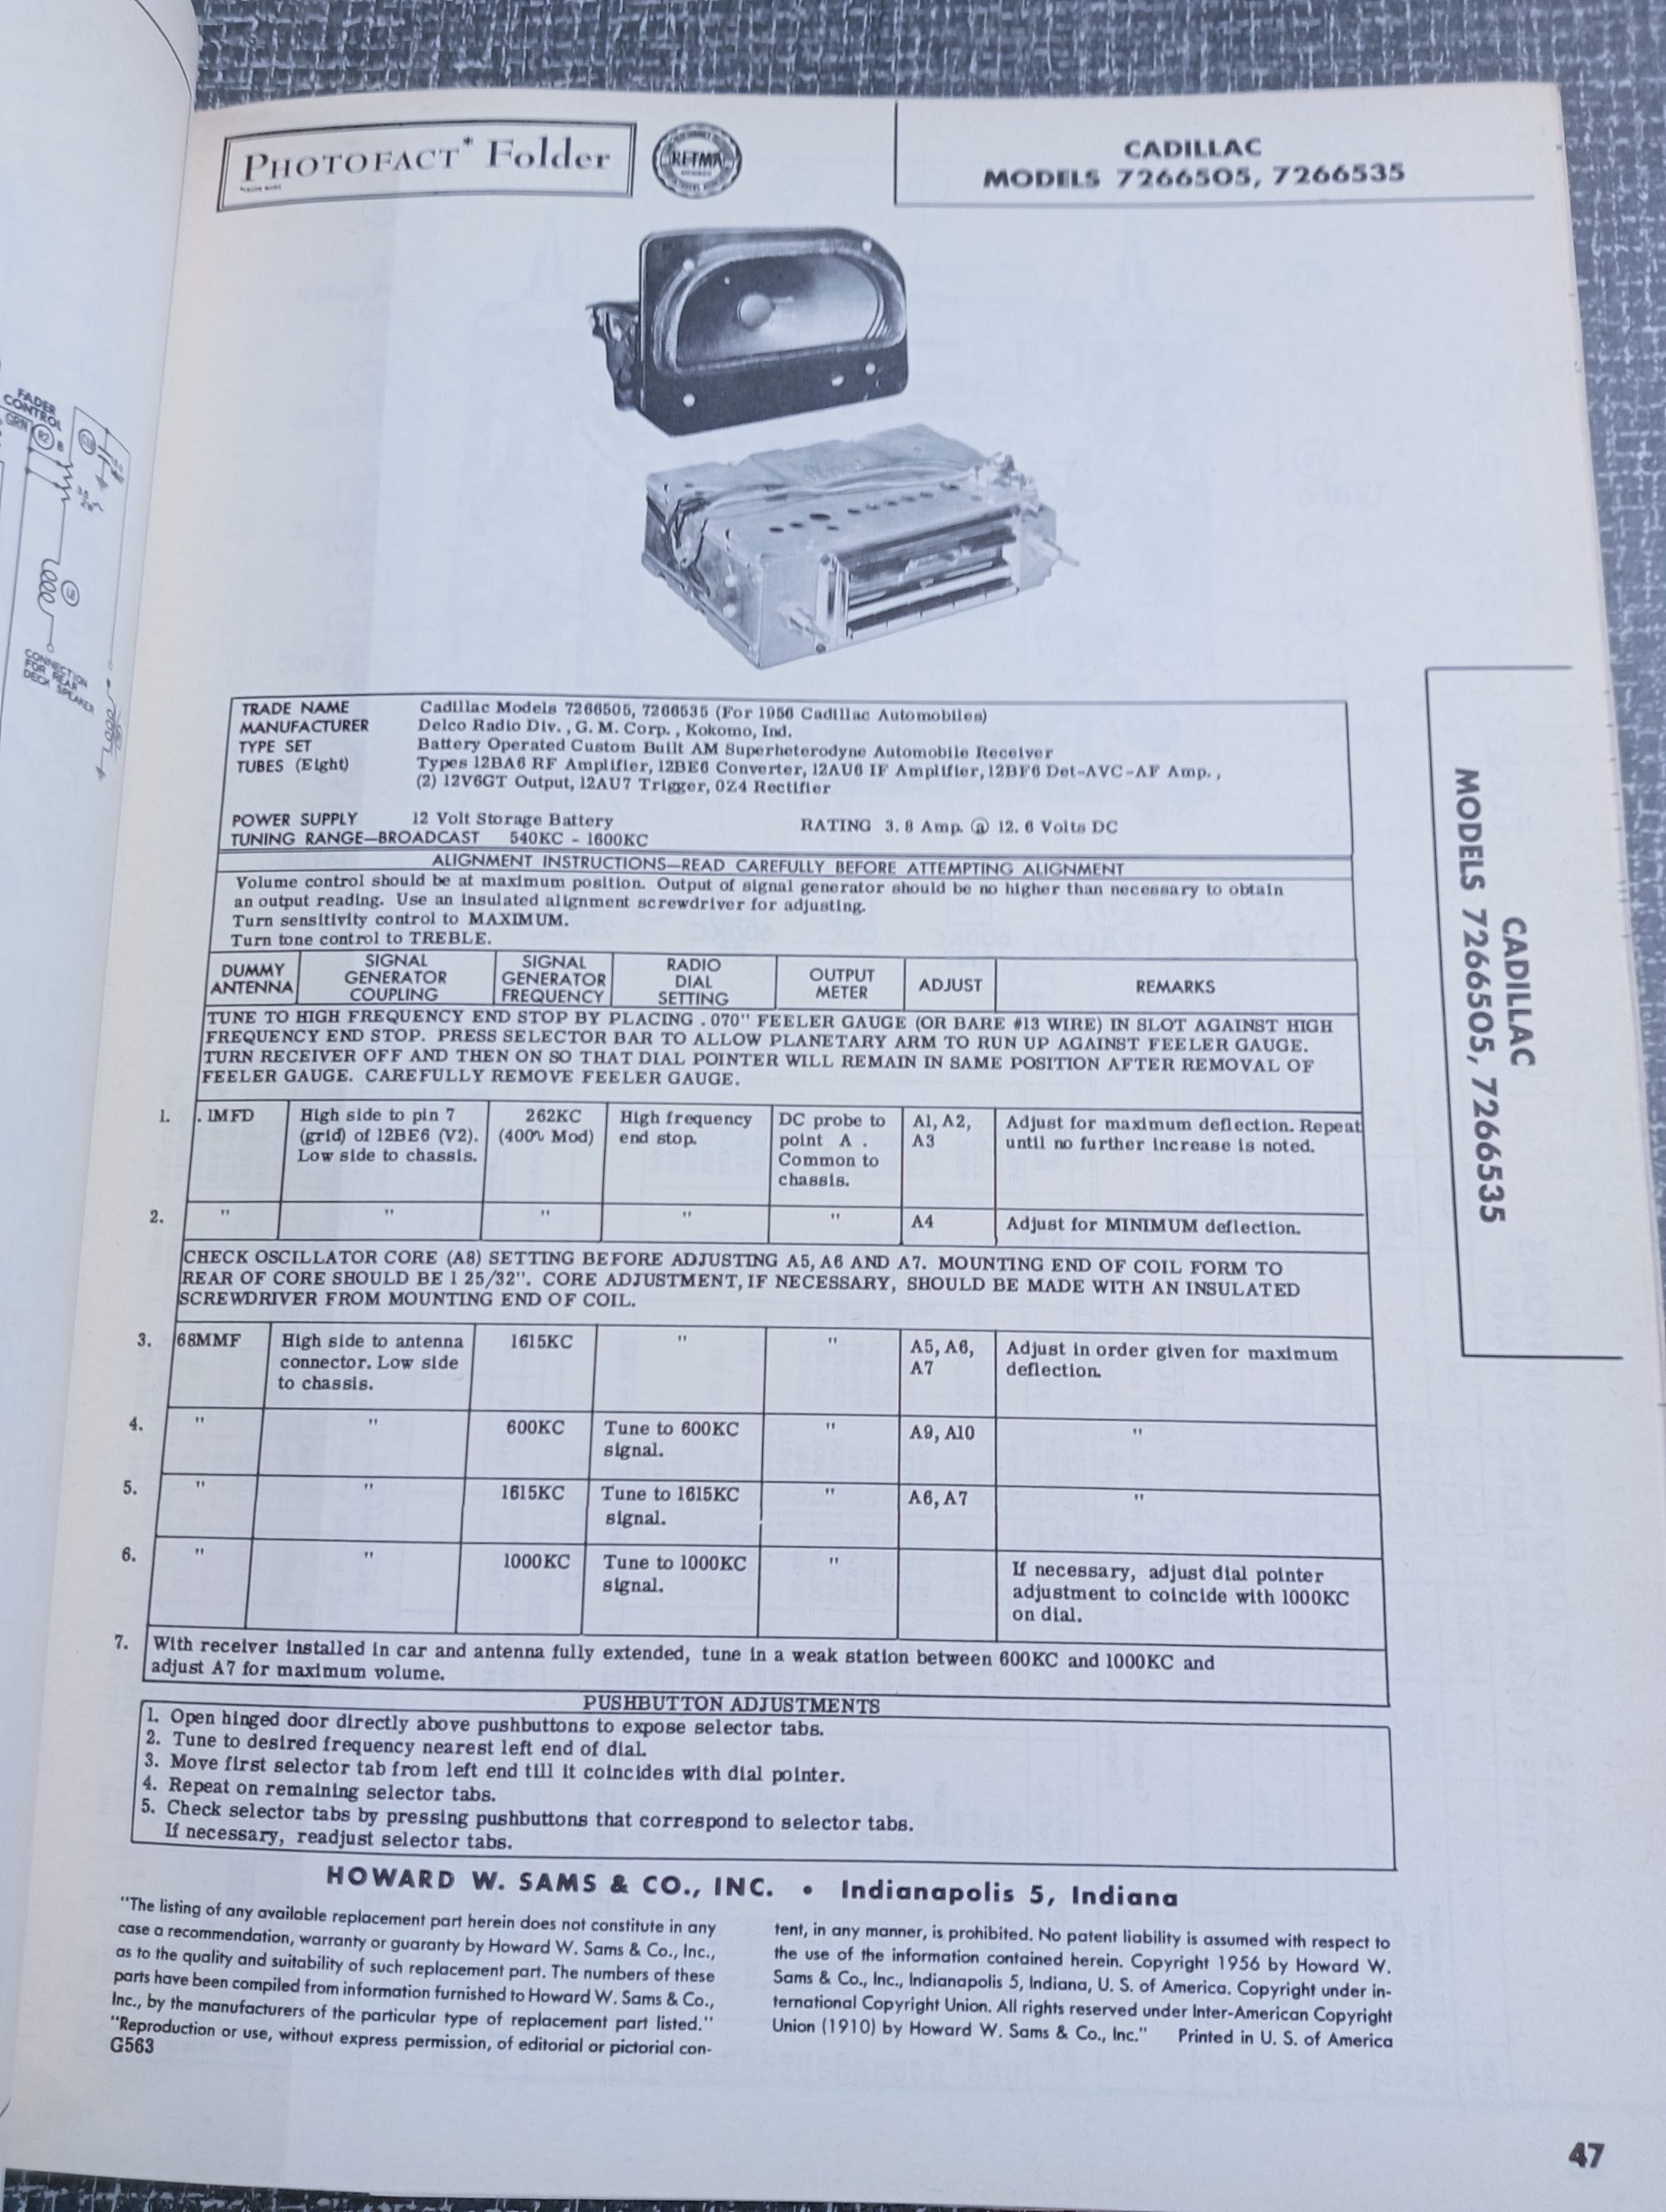 PHOTOFACT* Folder
RETMA
CADILLAC
MODELS 7266505, 7266535
FADER
CONTROL
GRN
R2
B
CONNECTION
FOR REAR
DECK SPEAKER
TRADE NAME Cadillac Models 7266505, 7266535 (For 1956 Cadillac Automobiles)
MANUFACTURER Delco Radio Div., G. M. Corp., Kokomo, Ind.
TYPE SET Battery Operated Custom Built AM Superheterodyne Automobile Receiver
TUBES (Eight) Types 12BA6 RF Amplifier, 12BE6 Converter, 12AU6 IF Amplifier, 12BF6 Det-AVC-AF Amp.,
(2) 12V6GT Output, 12AU7 Trigger, 0Z4 Rectifier
POWER SUPPLY 12 Volt Storage Battery RATING 3.8 Amp. @ 12.6 Volts DC
TUNING RANGE—BROADCAST 540KC - 1600KC
ALIGNMENT INSTRUCTIONS—READ CAREFULLY BEFORE ATTEMPTING ALIGNMENT
Volume control should be at maximum position. Output of signal generator should be no higher than necessary to obtain
an output reading. Use an insulated alignment screwdriver for adjusting.
Turn sensitivity control to MAXIMUM.
Turn tone control to TREBLE.
DUMMY
ANTENNA
SIGNAL
GENERATOR
COUPLING
SIGNAL
GENERATOR
FREQUENCY
RADIO
DIAL
SETTING
OUTPUT
METER
ADJUST
REMARKS
TUNE TO HIGH FREQUENCY END STOP BY PLACING .070" FEELER GAUGE (OR BARE #13 WIRE) IN SLOT AGAINST HIGH
FREQUENCY END STOP. PRESS SELECTOR BAR TO ALLOW PLANETARY ARM TO RUN UP AGAINST FEELER GAUGE.
TURN RECEIVER OFF AND THEN ON SO THAT DIAL POINTER WILL REMAIN IN SAME POSITION AFTER REMOVAL OF
FEELER GAUGE. CAREFULLY REMOVE FEELER GAUGE.
1.
.1MFD
High side to pin 7
(grid) of 12BE6 (V2).
Low side to chassis.
262KC
(400~ Mod)
High frequency
end stop.
DC probe to
point A .
Common to
chassis.
A1, A2,
A3
Adjust for maximum deflection. Repeat
until no further increase is noted.
2.
" " " " " A4 Adjust for MINIMUM deflection.
CHECK OSCILLATOR CORE (A8) SETTING BEFORE ADJUSTING A5, A6 AND A7. MOUNTING END OF COIL FORM TO
REAR OF CORE SHOULD BE 1 25/32". CORE ADJUSTMENT, IF NECESSARY, SHOULD BE MADE WITH AN INSULATED
SCREWDRIVER FROM MOUNTING END OF COIL.
3.
68MMF
High side to antenna
connector. Low side
to chassis.
1615KC
"
"
A5, A6,
A7
Adjust in order given for maximum
deflection.
4.
"
"
600KC
Tune to 600KC
signal.
"
A9, A10
"
5.
"
"
1615KC
Tune to 1615KC
signal.
"
A6, A7
"
6.
"
"
1000KC
Tune to 1000KC
signal.
"
If necessary, adjust dial pointer
adjustment to coincide with 1000KC
on dial.
7. With receiver installed in car and antenna fully extended, tune in a weak station between 600KC and 1000KC and
adjust A7 for maximum volume.
PUSHBUTTON ADJUSTMENTS
1. Open hinged door directly above pushbuttons to expose selector tabs.
2. Tune to desired frequency nearest left end of dial.
3. Move first selector tab from left end till it coincides with dial pointer.
4. Repeat on remaining selector tabs.
5. Check selector tabs by pressing pushbuttons that correspond to selector tabs.
If necessary, readjust selector tabs.
HOWARD W. SAMS & CO., INC. • Indianapolis 5, Indiana
"The listing of any available replacement part herein does not constitute in any
case a recommendation, warranty or guaranty by Howard W. Sams & Co., Inc.,
as to the quality and suitability of such replacement part. The numbers of these
parts have been compiled from information furnished to Howard W. Sams & Co.,
Inc., by the manufacturers of the particular type of replacement part listed."
"Reproduction or use, without express permission, of editorial or pictorial con-
G563
tent, in any manner, is prohibited. No patent liability is assumed with respect to
the use of the information contained herein. Copyright 1956 by Howard W.
Sams & Co., Inc., Indianapolis 5, Indiana, U. S. of America. Copyright under in-
ternational Copyright Union. All rights reserved under Inter-American Copyright
Union (1910) by Howard W. Sams & Co., Inc." Printed in U. S. of America
CADILLAC
MODELS 7266505, 7266535
47